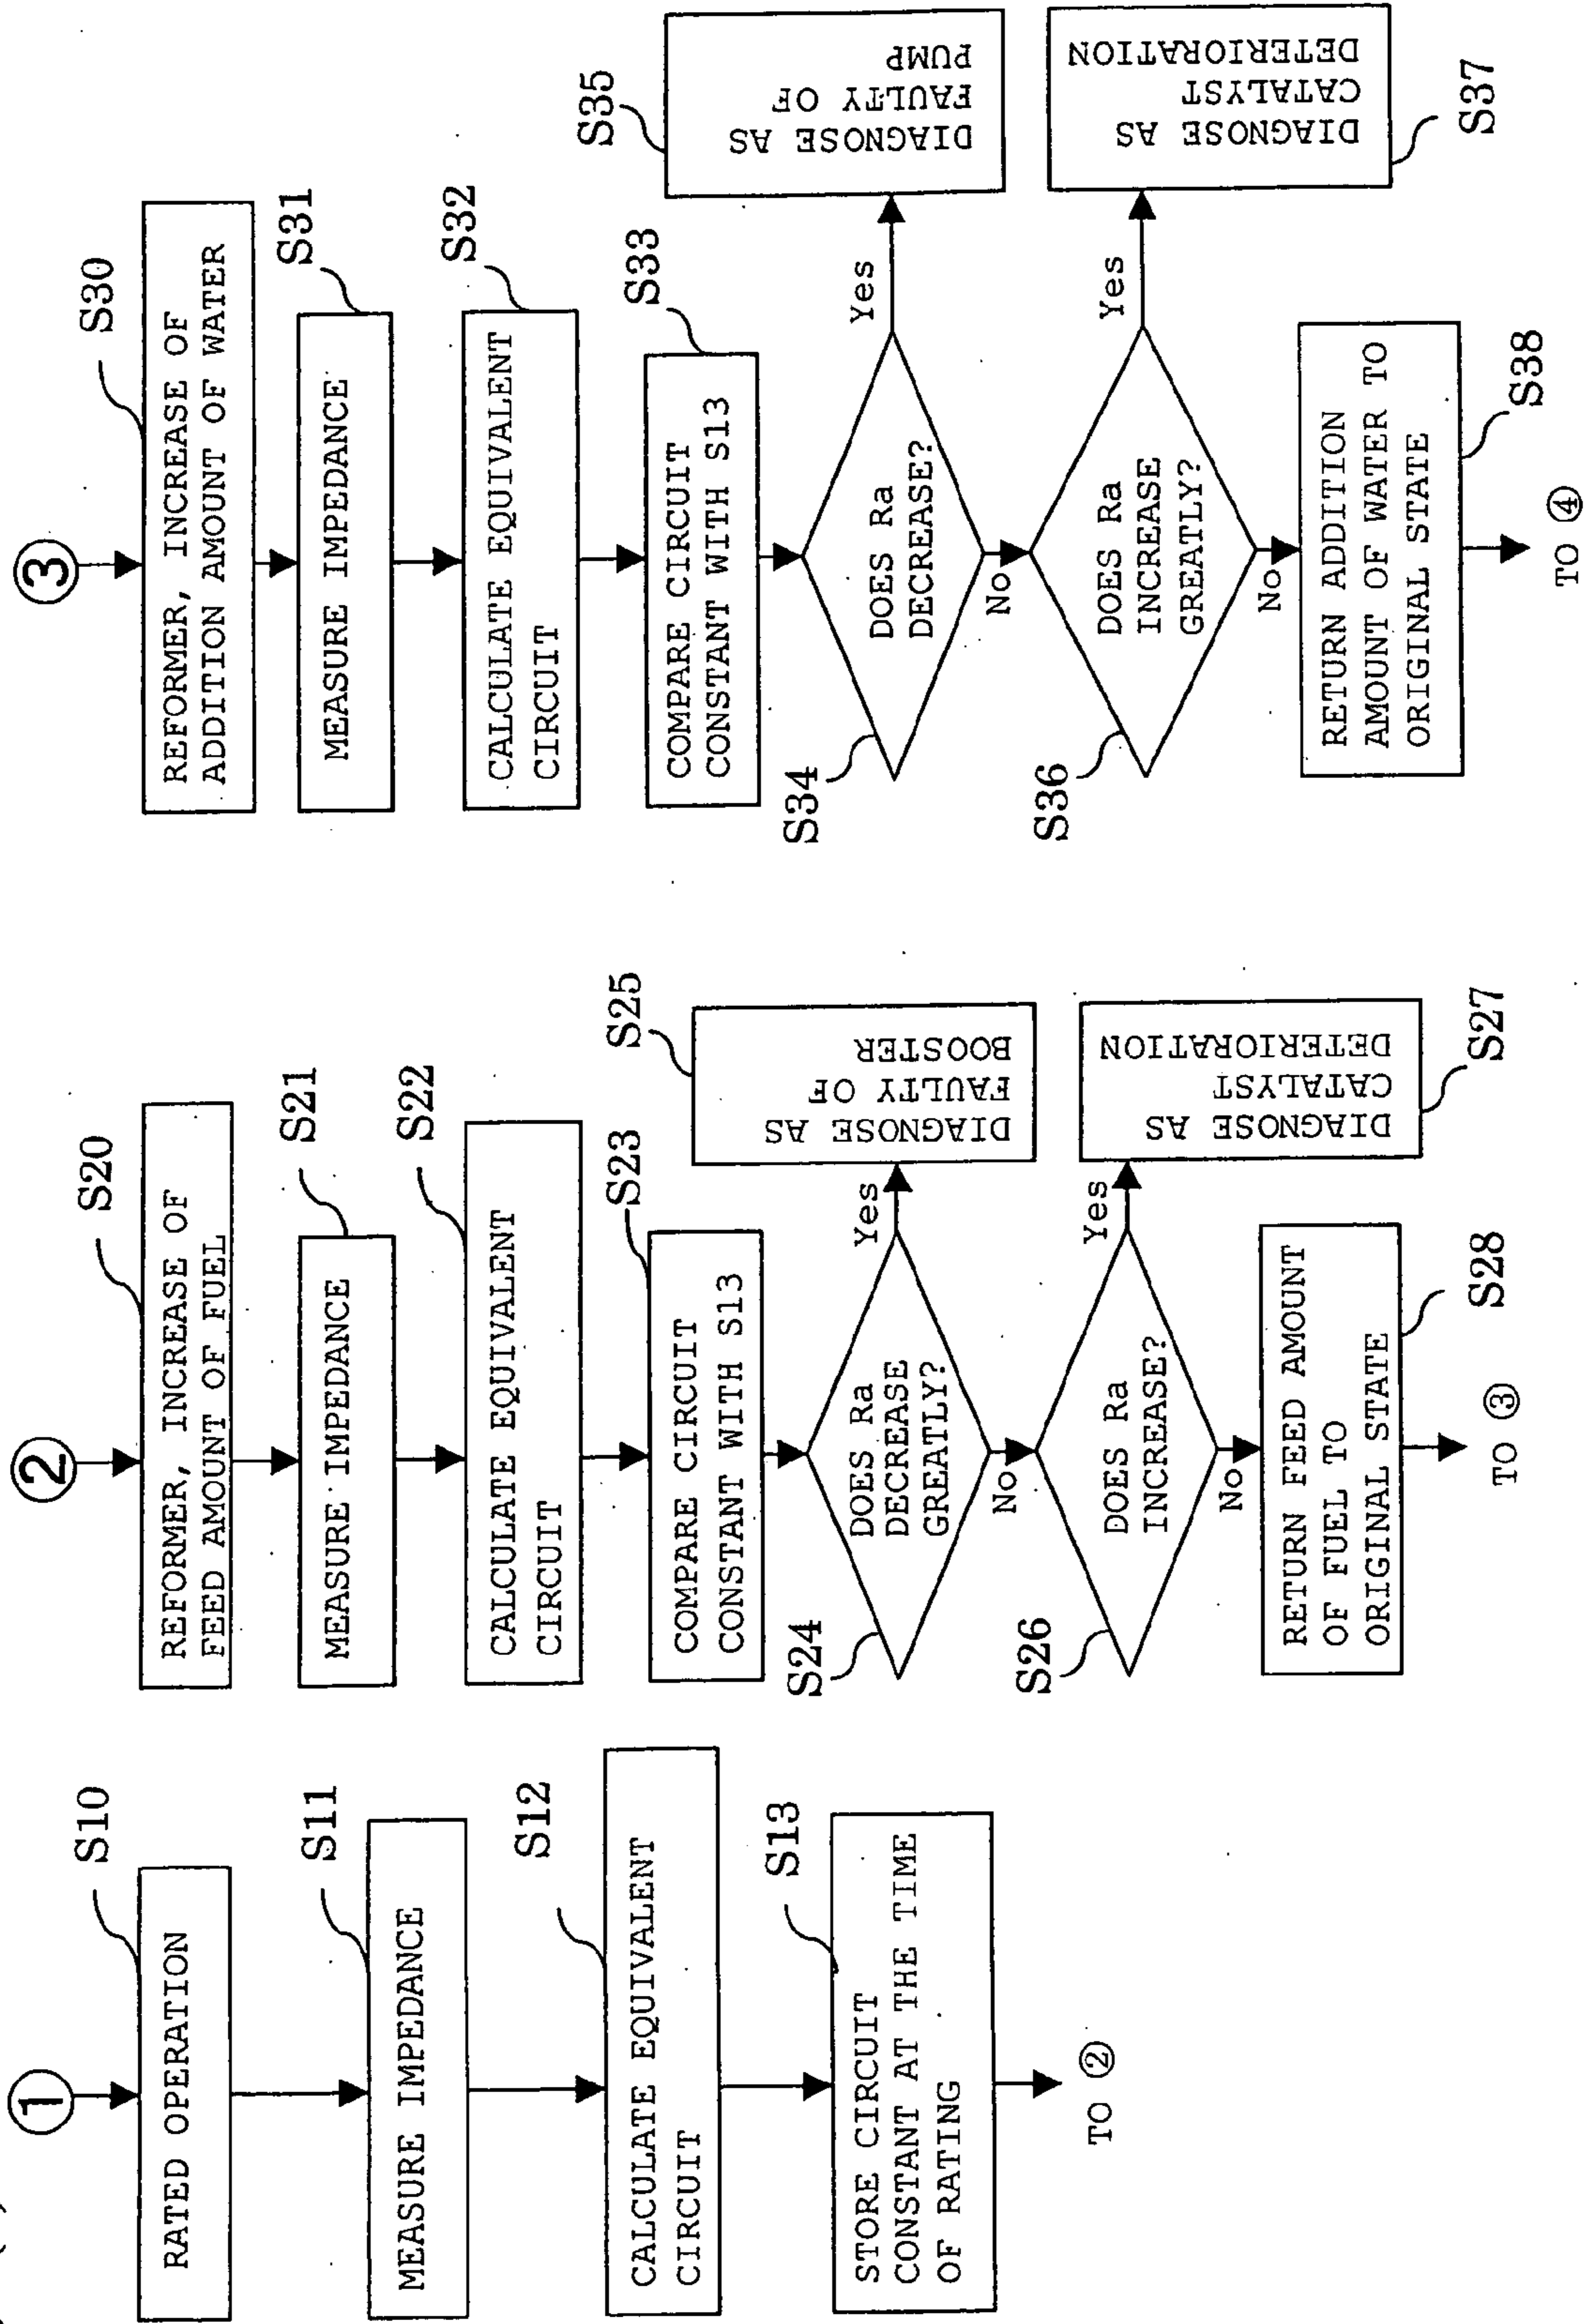 ①
S10
RATED OPERATION
S11
MEASURE IMPEDANCE
S12
CALCULATE EQUIVALENT
CIRCUIT
S13
STORE CIRCUIT
CONSTANT AT THE TIME
OF RATING
TO ②
②
S20
REFORMER, INCREASE OF
FEED AMOUNT OF FUEL
S21
MEASURE IMPEDANCE
S22
CALCULATE EQUIVALENT
CIRCUIT
S23
COMPARE CIRCUIT
CONSTANT WITH S13
S24
DOES Ra
DECREASE
GREATLY?
Yes
S25
DIAGNOSE AS
FAULTY OF
BOOSTER
No
S26
DOES Ra
INCREASE?
Yes
S27
DIAGNOSE AS
CATALYST
DETERIORATION
No
S28
RETURN FEED AMOUNT
OF FUEL TO
ORIGINAL STATE
TO ③
③
S30
REFORMER, INCREASE OF
ADDITION AMOUNT OF WATER
S31
MEASURE IMPEDANCE
S32
CALCULATE EQUIVALENT
CIRCUIT
S33
COMPARE CIRCUIT
CONSTANT WITH S13
S34
DOES Ra
DECREASE?
Yes
S35
DIAGNOSE AS
FAULTY OF
PUMP
No
S36
DOES Ra
INCREASE
GREATLY?
Yes
S37
DIAGNOSE AS
CATALYST
DETERIORATION
No
S38
RETURN ADDITION
AMOUNT OF WATER TO
ORIGINAL STATE
TO ④